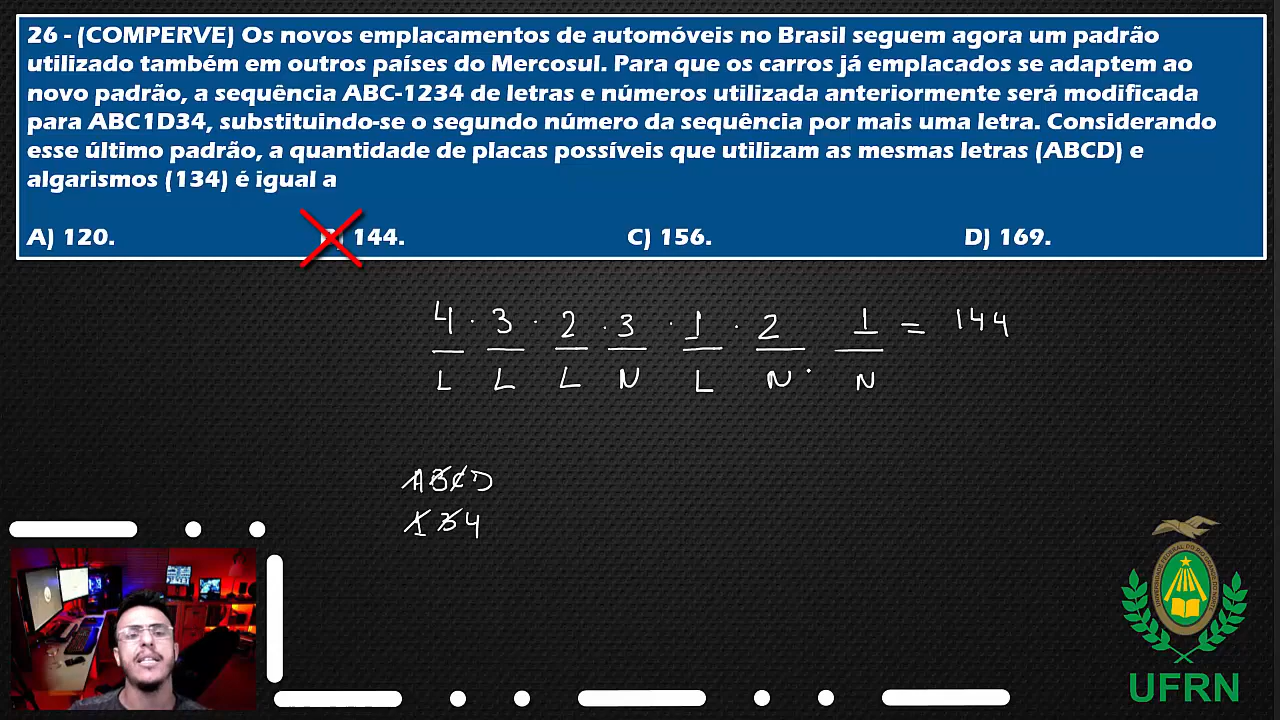 26 - (COMPERVE) Os novos emplacamentos de automóveis no Brasil seguem agora um padrão
utilizado também em outros países do Mercosul. Para que os carros já emplacados se adaptem ao
novo padrão, a sequência ABC-1234 de letras e números utilizada anteriormente será modificada
para ABC1D34, substituindo-se o segundo número da sequência por mais uma letra. Considerando
esse último padrão, a quantidade de placas possíveis que utilizam as mesmas letras (ABCD) e
algarismos (134) é igual a
A) 120. B) 144. C) 156. D) 169.
4 · 3 · 2 · 3 · 1 · 2 1 = 144
L L L N L N · N
ABCD
134
UFRN